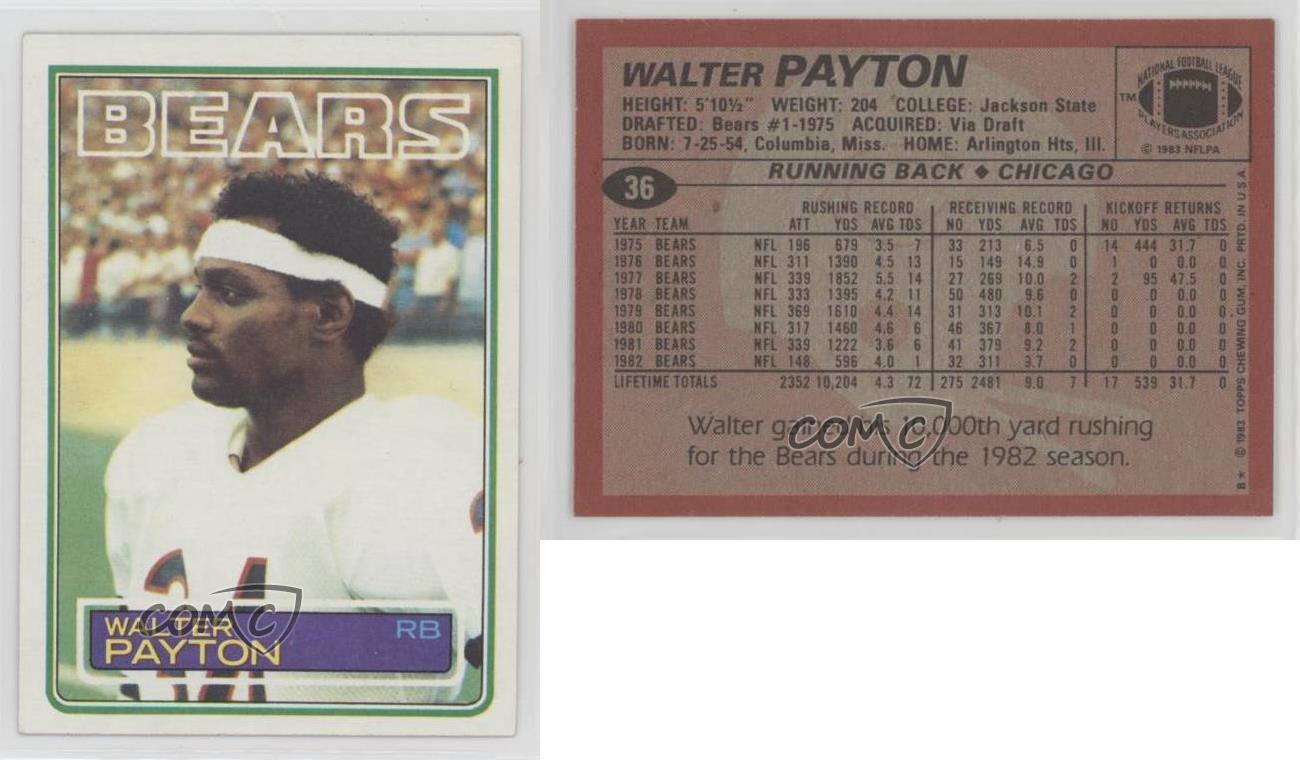 BEARS
34
WALTER
PAYTON
RB
COMC
WALTER PAYTON
HEIGHT: 5'10½" WEIGHT: 204 COLLEGE: Jackson State
DRAFTED: Bears #1-1975 ACQUIRED: Via Draft
BORN: 7-25-54, Columbia, Miss. HOME: Arlington Hts, Ill.
NATIONAL FOOTBALL LEAGUE
PLAYERS ASSOCIATION
TM
© 1983 NFLPA
36
RUNNING BACK ◆ CHICAGO
RUSHING RECORD RECEIVING RECORD KICKOFF RETURNS
YEAR TEAM ATT YDS AVG TDS NO YDS AVG TDS NO YDS AVG TDS
1975 BEARS NFL 196 679 3.5 7 33 213 6.5 0 14 444 31.7 0
1976 BEARS NFL 311 1390 4.5 13 15 149 14.9 0 1 0 0.0 0
1977 BEARS NFL 339 1852 5.5 14 27 269 10.0 2 2 95 47.5 0
1978 BEARS NFL 333 1395 4.2 11 50 480 9.6 0 0 0 0.0 0
1979 BEARS NFL 369 1610 4.4 14 31 313 10.1 2 0 0 0.0 0
1980 BEARS NFL 317 1460 4.6 6 46 367 8.0 1 0 0 0.0 0
1981 BEARS NFL 339 1222 3.6 6 41 379 9.2 2 0 0 0.0 0
1982 BEARS NFL 148 596 4.0 1 32 311 9.7 0 0 0 0.0 0
LIFETIME TOTALS 2352 10,204 4.3 72 275 2481 9.0 7 17 539 31.7 0
Walter gained his 10,000th yard rushing
for the Bears during the 1982 season.
COMC
B* © 1983 TOPPS CHEWING GUM, INC. PRTD. IN U.S.A.